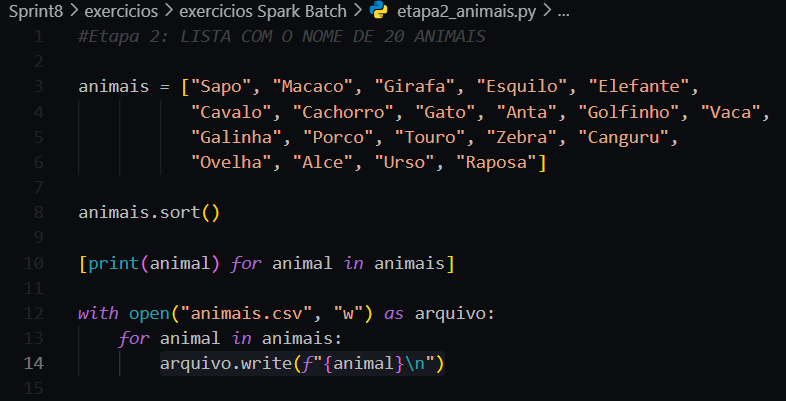 Sprint8 > exercicios > exercicios Spark Batch > etapa2_animais.py > ...
1 #Etapa 2: LISTA COM O NOME DE 20 ANIMAIS
2
3 animais = ["Sapo", "Macaco", "Girafa", "Esquilo", "Elefante",
4 "Cavalo", "Cachorro", "Gato", "Anta", "Golfinho", "Vaca",
5 "Galinha", "Porco", "Touro", "Zebra", "Canguru",
6 "Ovelha", "Alce", "Urso", "Raposa"]
7
8 animais.sort()
9
10 [print(animal) for animal in animais]
11
12 with open("animais.csv", "w") as arquivo:
13 for animal in animais:
14 arquivo.write(f"{animal}\n")
15